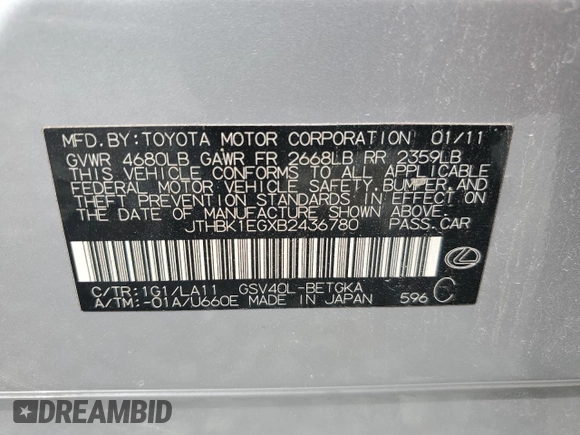 MFD. BY: TOYOTA MOTOR CORPORATION 01/11
GVWR 4680LB GAWR FR 2668LB RR 2359LB
THIS VEHICLE CONFORMS TO ALL APPLICABLE
FEDERAL MOTOR VEHICLE SAFETY, BUMPER, AND
THEFT PREVENTION STANDARDS IN EFFECT ON
THE DATE OF MANUFACTURE SHOWN ABOVE.
JTHBK1EGXB2436780 PASS. CAR
C/TR: 1G1/LA11 GSV40L-BETGKA
A/TM: -01A/U660E MADE IN JAPAN 596 C
DREAMBID